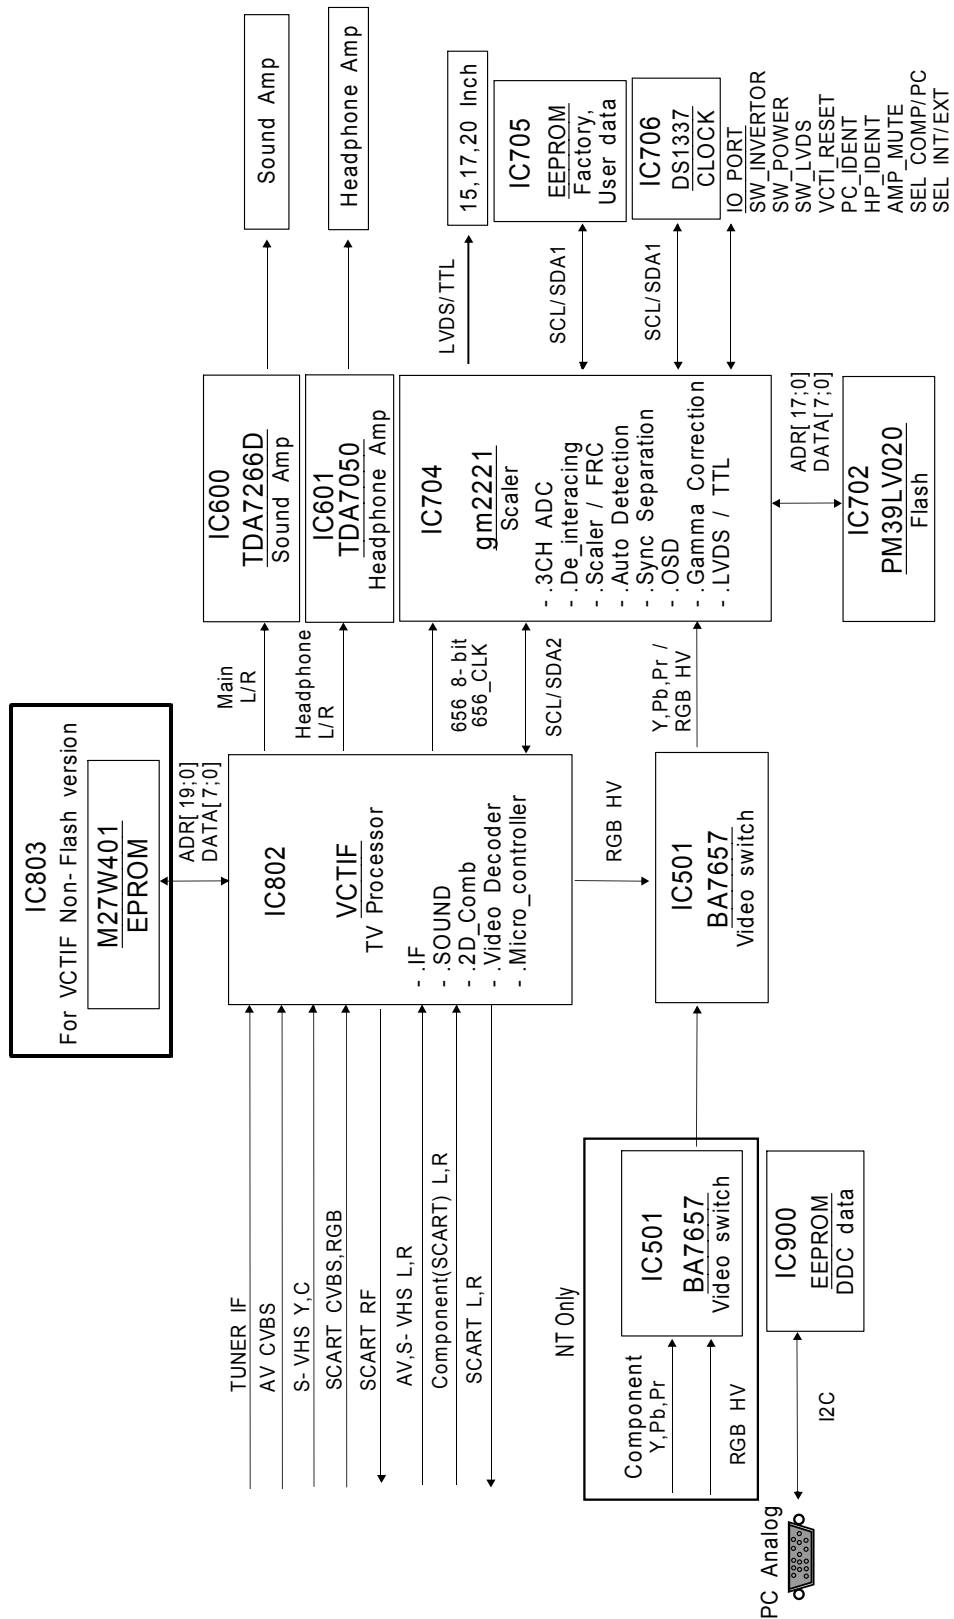 IC803
For VCTIF Non-Flash version
M27W401
EPROM
ADR[19;0]
DATA[7;0]
TUNER IF
AV CVBS
S-VHS Y,C
SCART CVBS,RGB
SCART RF
AV,S-VHS L,R
Component(SCART) L,R
SCART L,R
IC802
VCTIF
TV Processor
- .IF
- .SOUND
- .2D_Comb
- .Video Decoder
- .Micro_controller
Main
L/R
Headphone
L/R
656 8-bit
656_CLK
SCL/SDA2
RGB HV
IC600
TDA7266D
Sound Amp
IC601
TDA7050
Headphone Amp
Sound Amp
Headphone Amp
IC704
gm2221
Scaler
- .3CH ADC
- .De_interacing
- .Scaler / FRC
- .Auto Detection
- .Sync Separation
- .OSD
- .Gamma Correction
- .LVDS / TTL
LVDS/TTL
15,17,20 Inch
SCL/SDA1
IC705
EEPROM
Factory,
User data
SCL/SDA1
IC706
DS1337
CLOCK
IO PORT
SW_INVERTOR
SW_POWER
SW_LVDS
VCTI_RESET
PC_IDENT
HP_IDENT
AMP_MUTE
SEL COMP/PC
SEL INT/EXT
ADR[17;0]
DATA[7;0]
IC702
PM39LV020
Flash
NT Only
Component
Y,Pb,Pr
RGB HV
IC501
BA7657
Video switch
IC501
BA7657
Video switch
Y,Pb,Pr /
RGB HV
PC Analog
I2C
IC900
EEPROM
DDC data